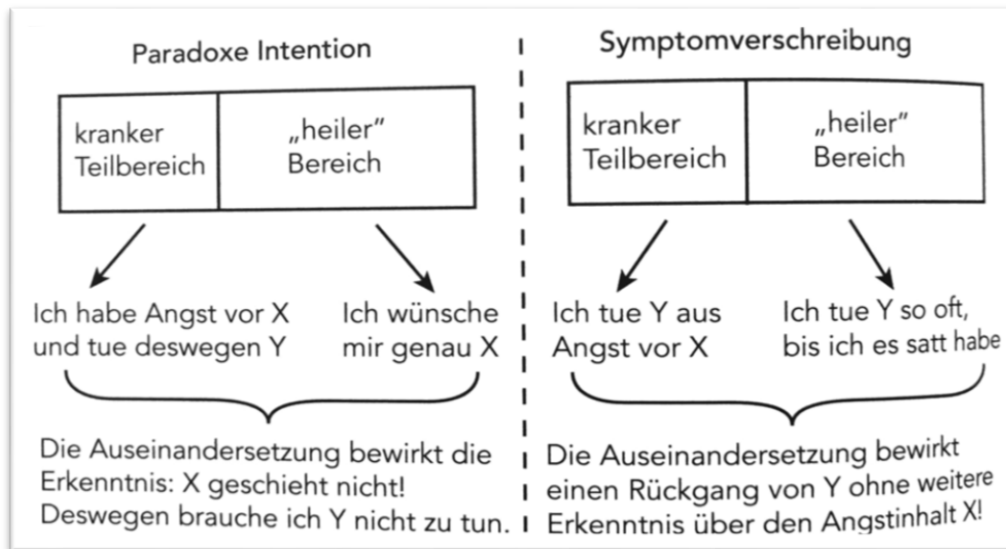 Paradoxe Intention
kranker
Teilbereich
„heiler"
Bereich
Ich habe Angst vor X
und tue deswegen Y
Ich wünsche
mir genau X
Die Auseinandersetzung bewirkt die
Erkenntnis: X geschieht nicht!
Deswegen brauche ich Y nicht zu tun.
Symptomverschreibung
kranker
Teilbereich
„heiler"
Bereich
Ich tue Y aus
Angst vor X
Ich tue Y so oft,
bis ich es satt habe
Die Auseinandersetzung bewirkt
einen Rückgang von Y ohne weitere
Erkenntnis über den Angstinhalt X!